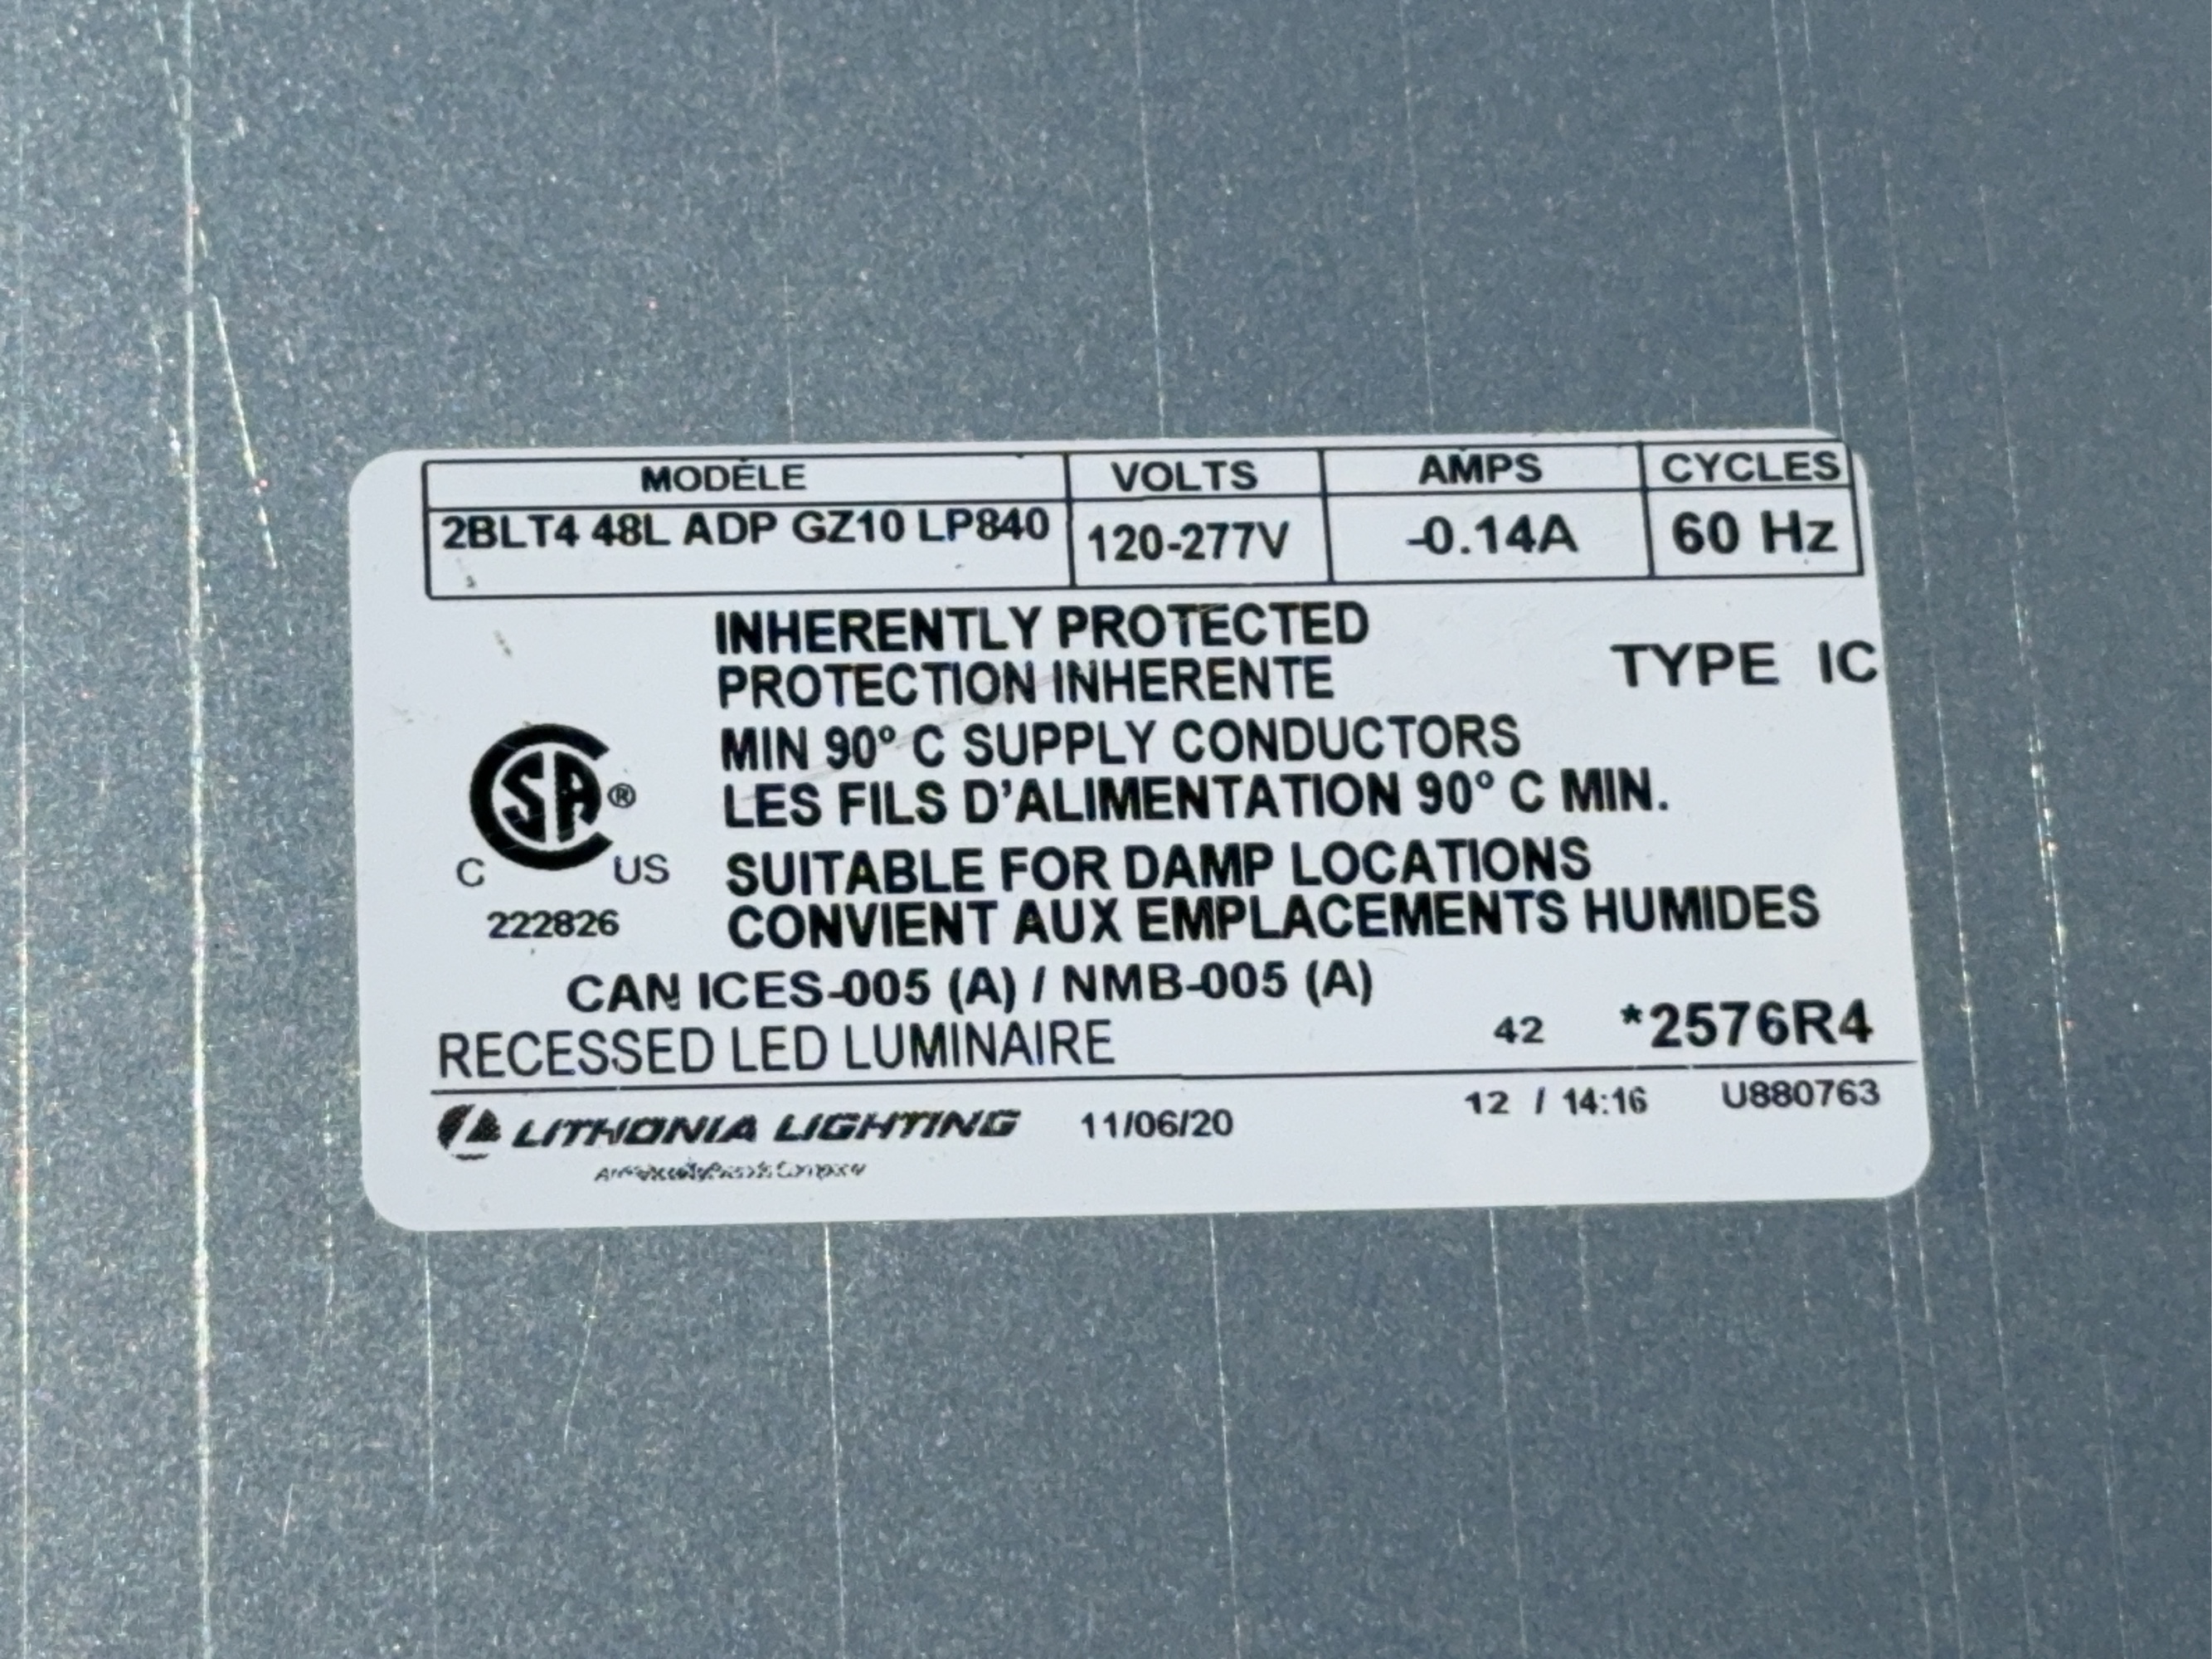 MODÈLE VOLTS AMPS CYCLES
2BLT4 48L ADP GZ10 LP840 120-277V -0.14A 60 Hz
INHERENTLY PROTECTED
PROTECTION INHERENTE
TYPE IC
MIN 90° C SUPPLY CONDUCTORS
LES FILS D'ALIMENTATION 90° C MIN.
SA®
C US
222826
SUITABLE FOR DAMP LOCATIONS
CONVIENT AUX EMPLACEMENTS HUMIDES
CAN ICES-005 (A) / NMB-005 (A)
RECESSED LED LUMINAIRE 42 *2576R4
LITHONIA LIGHTING 11/06/20 12 / 14:16 U880763
Company